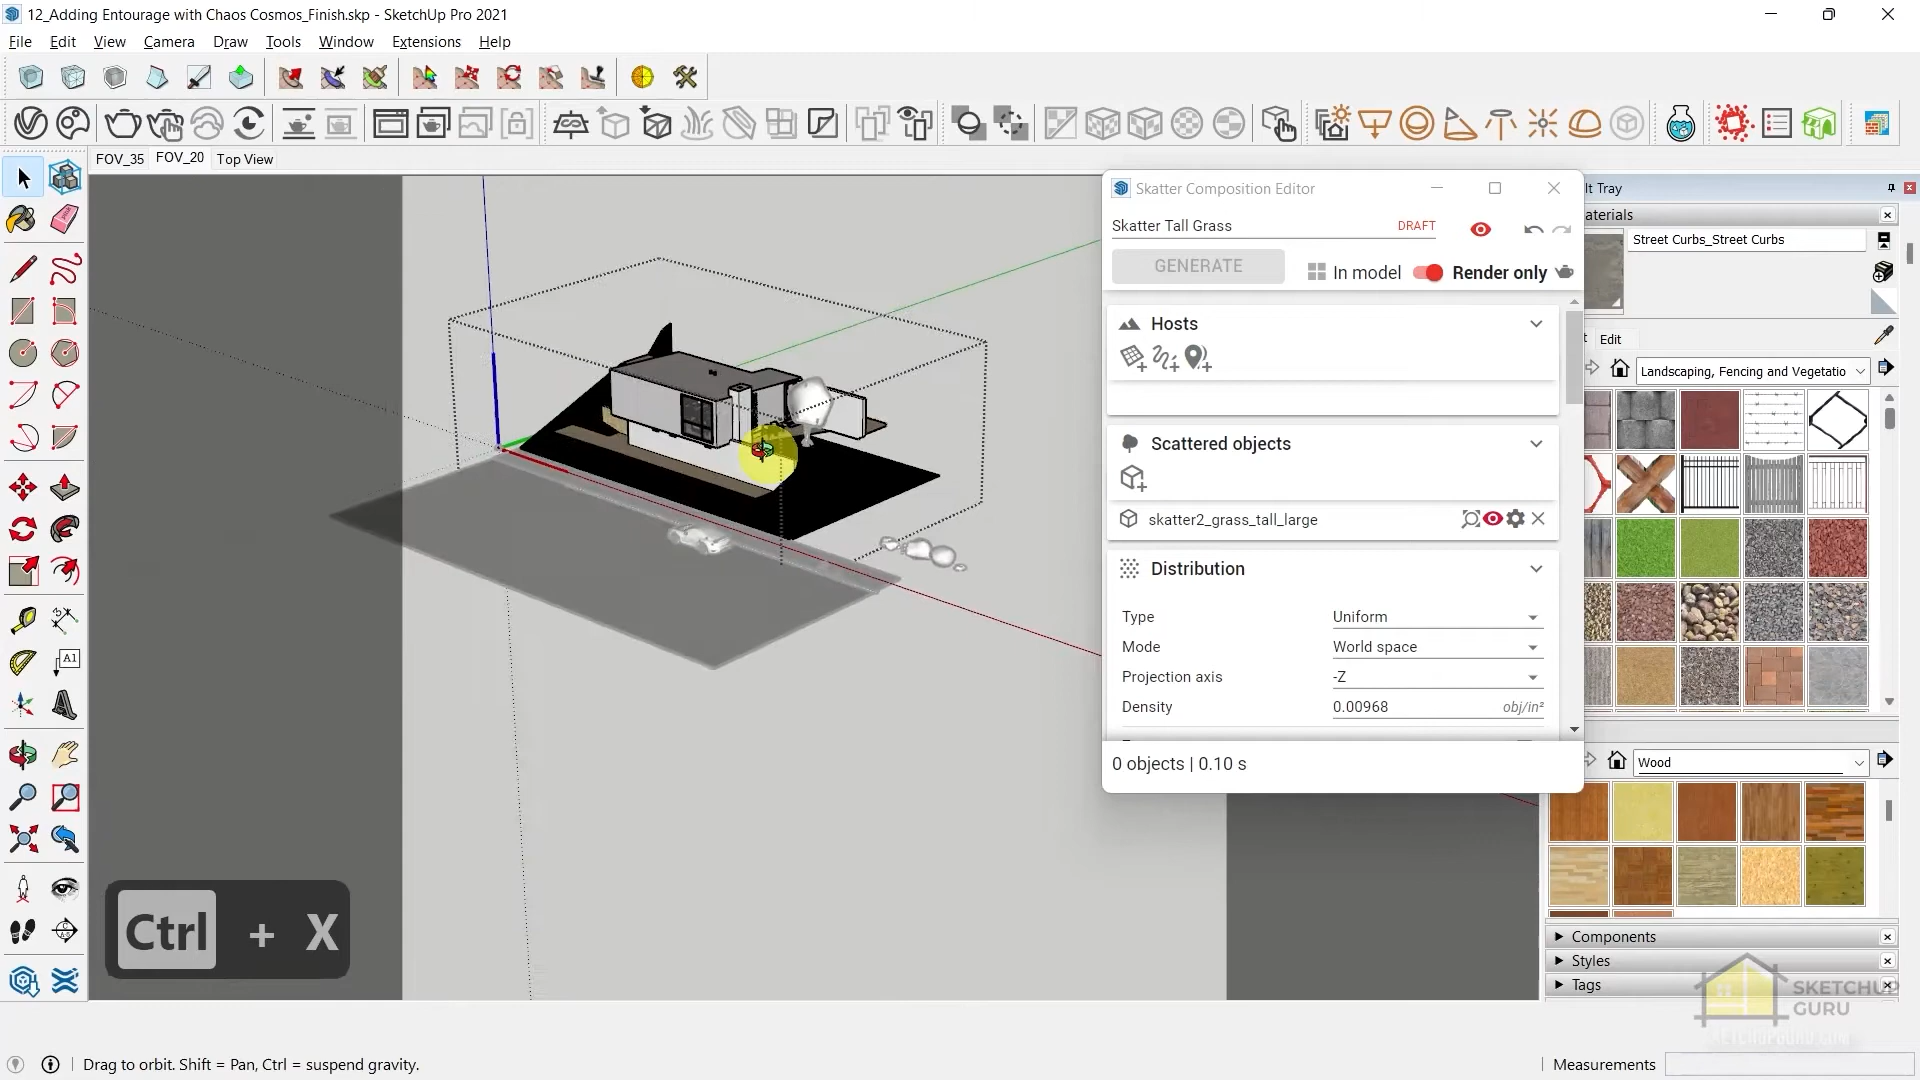 12_Adding Entourage with Chaos Cosmos_Finish.skp - SketchUp Pro 2021
File Edit View Camera Draw Tools Window Extensions Help
FOV_35 FOV_20 Top View
Skatter Composition Editor
Skatter Tall Grass DRAFT
GENERATE In model Render only
Hosts
Scattered objects
skatter2_grass_tall_large
Distribution
Type Uniform
Mode World space
Projection axis -Z
Density 0.00968 obj/in²
0 objects | 0.10 s
lt Tray
aterials
Street Curbs_Street Curbs
t Edit
Landscaping, Fencing and Vegetatio
Wood
Components
Styles
Tags
A1
Ctrl + X
SKETCHUP
GURU
Drag to orbit. Shift = Pan, Ctrl = suspend gravity.
Measurements